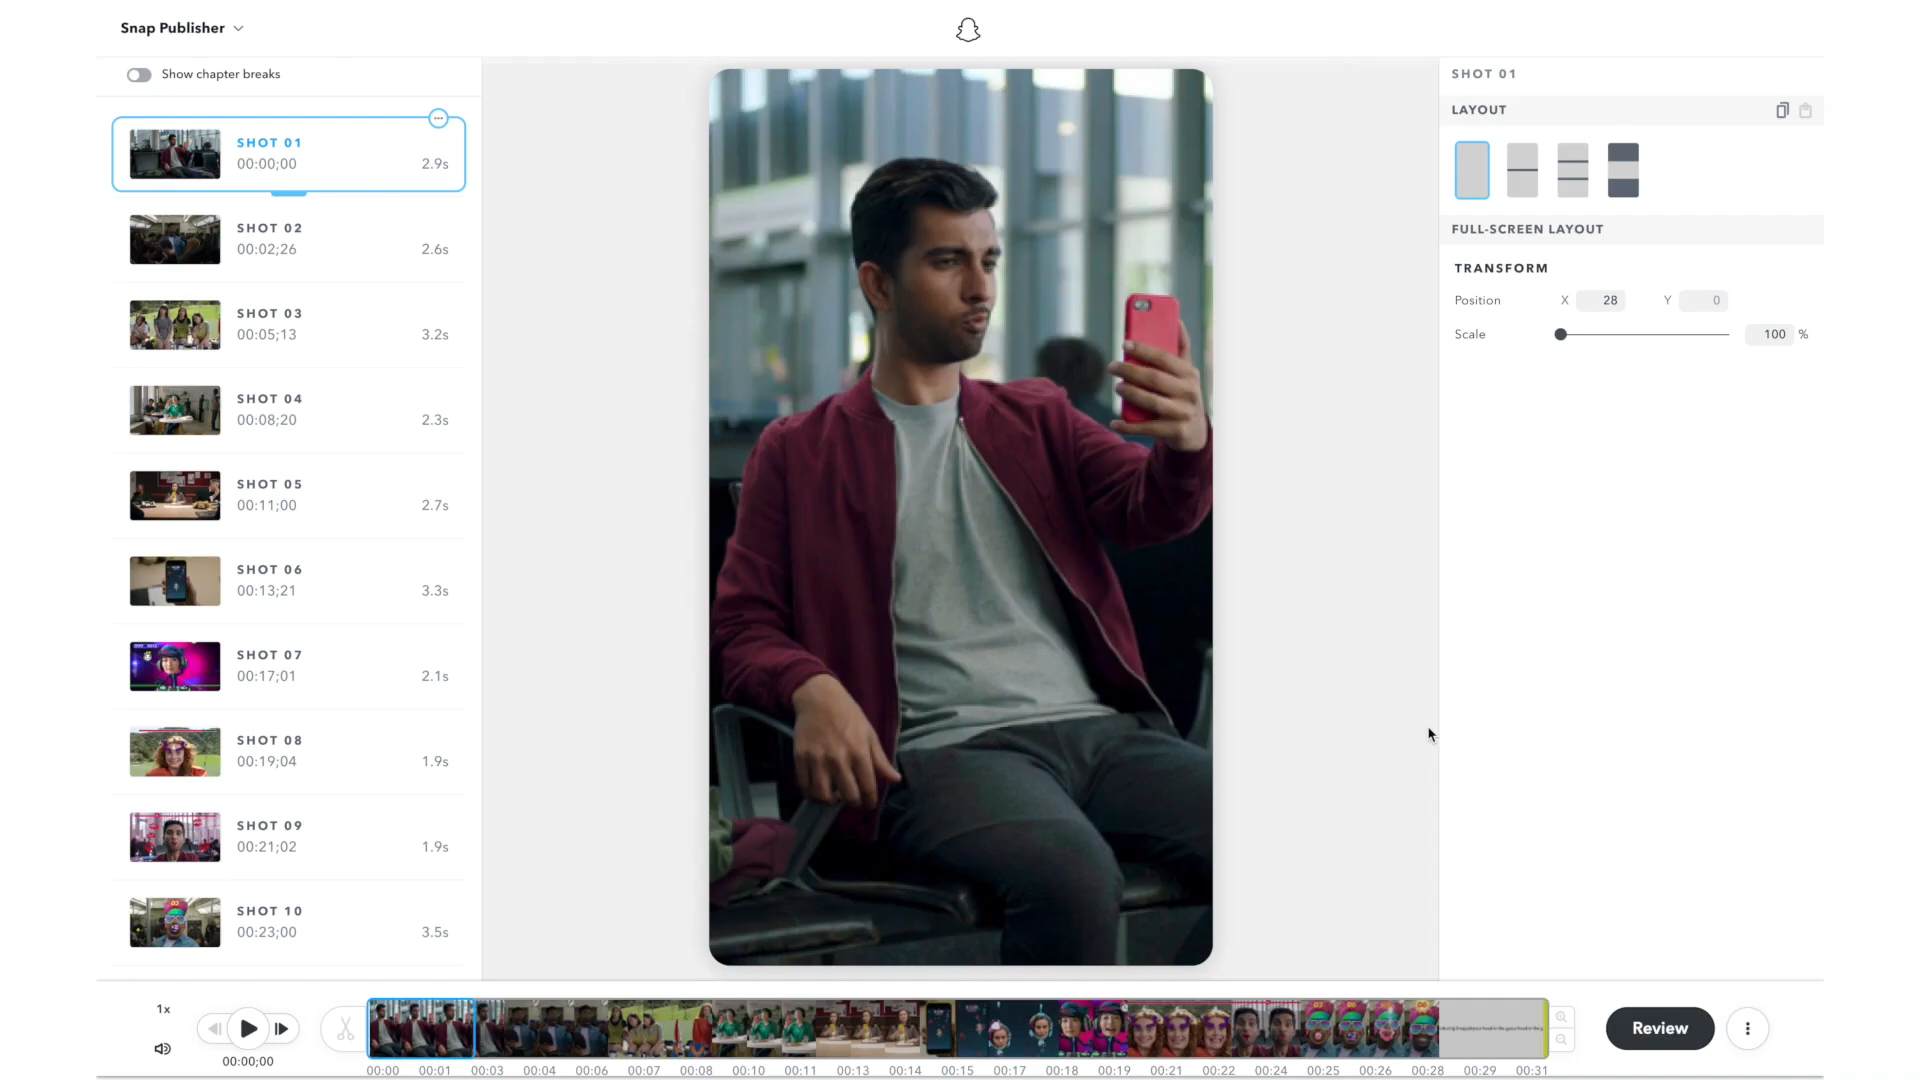 Snap Publisher
Show chapter breaks
SHOT 01
00:00;00 2.9s
SHOT 02
00:02;26 2.6s
SHOT 03
00:05;13 3.2s
SHOT 04
00:08;20 2.3s
SHOT 05
00:11;00 2.7s
SHOT 06
00:13;21 3.3s
SHOT 07
00:17;01 2.1s
SHOT 08
00:19;04 1.9s
SHOT 09
00:21;02 1.9s
SHOT 10
00:23;00 3.5s
SHOT 01
LAYOUT
FULL-SCREEN LAYOUT
TRANSFORM
Position X 28 Y 0
Scale 100 %
1x
00:00;00
00:00 00:01 00:03 00:04 00:06 00:07 00:08 00:10 00:11 00:13 00:14 00:15 00:17 00:18 00:19 00:21 00:22 00:24 00:25 00:26 00:28 00:29 00:31
Review